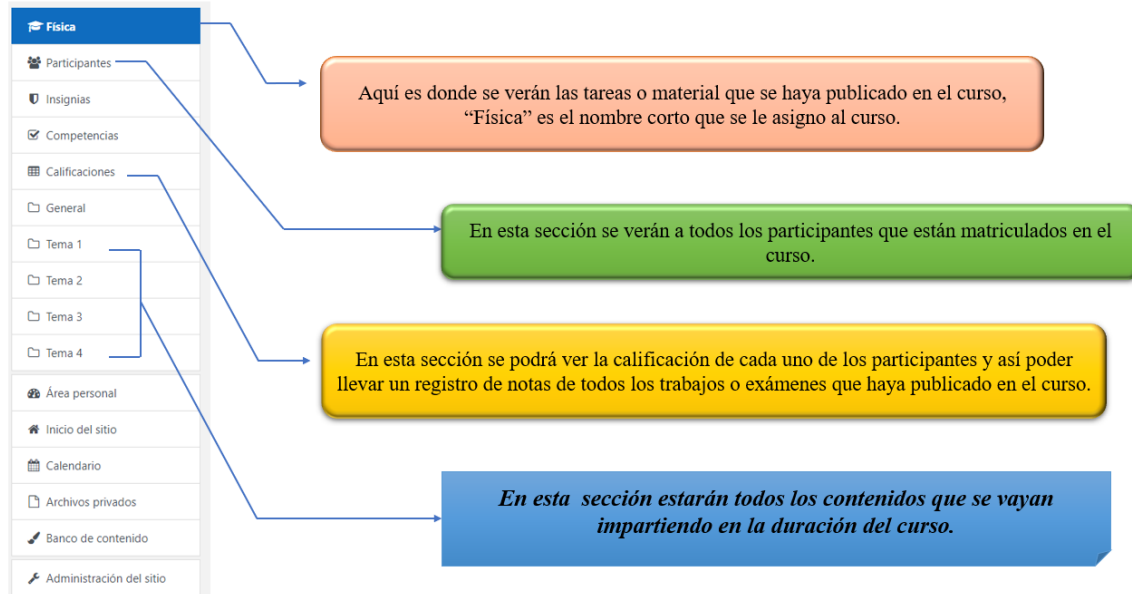 Física
Participantes
Insignias
Competencias
Calificaciones
General
Tema 1
Tema 2
Tema 3
Tema 4
Área personal
Inicio del sitio
Calendario
Archivos privados
Banco de contenido
Administración del sitio
Aquí es donde se verán las tareas o material que se haya publicado en el curso,
“Física” es el nombre corto que se le asigno al curso.
En esta sección se verán a todos los participantes que están matriculados en el
curso.
En esta sección se podrá ver la calificación de cada uno de los participantes y así poder
llevar un registro de notas de todos los trabajos o exámenes que haya publicado en el curso.
En esta sección estarán todos los contenidos que se vayan
impartiendo en la duración del curso.